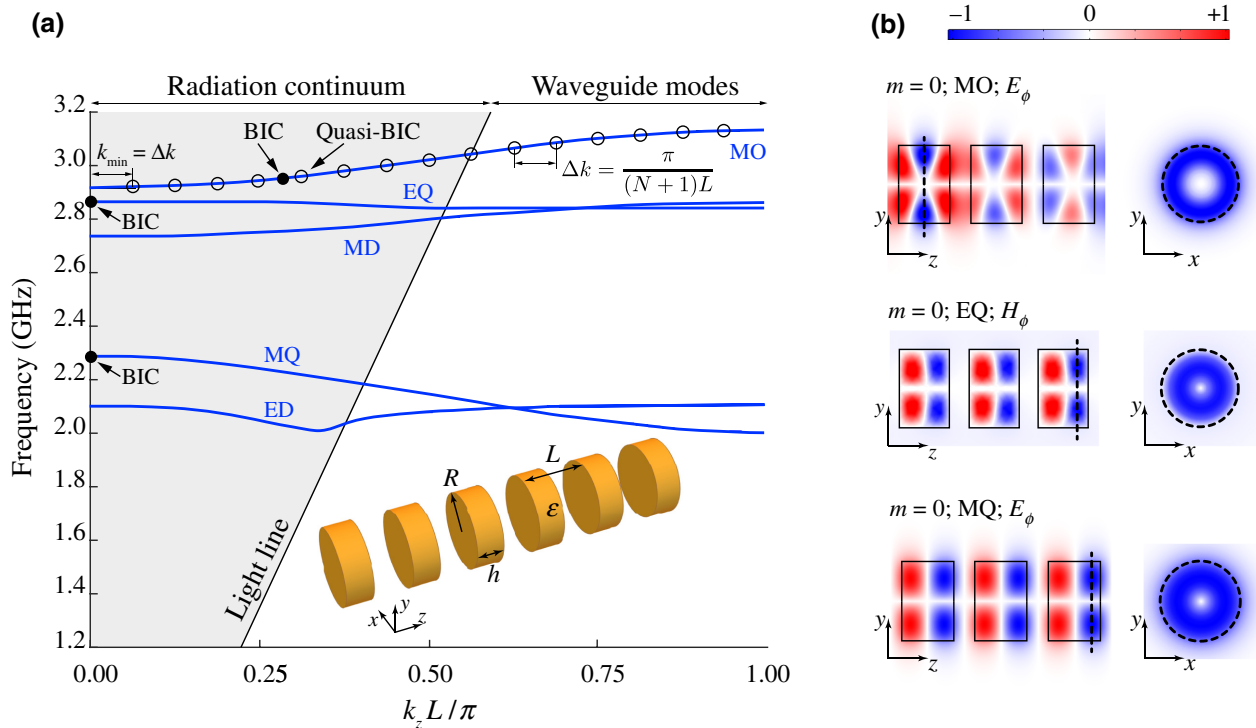 (a)
Radiation continuum
Waveguide modes
3.2
3.0
2.8
2.6
2.4
2.2
2.0
1.8
1.6
1.4
1.2
Frequency (GHz)
k_min = Δk
BIC
Quasi-BIC
MO
Δk = π / (N + 1)L
EQ
BIC
MD
MQ
BIC
ED
Light line
R
L
ε
h
x
y
z
0.00
0.25
0.50
0.75
1.00
k_z L/π
(b)
−1
0
+1
m = 0; MO; E_ϕ
y
z
y
x
m = 0; EQ; H_ϕ
y
z
y
x
m = 0; MQ; E_ϕ
y
z
y
x